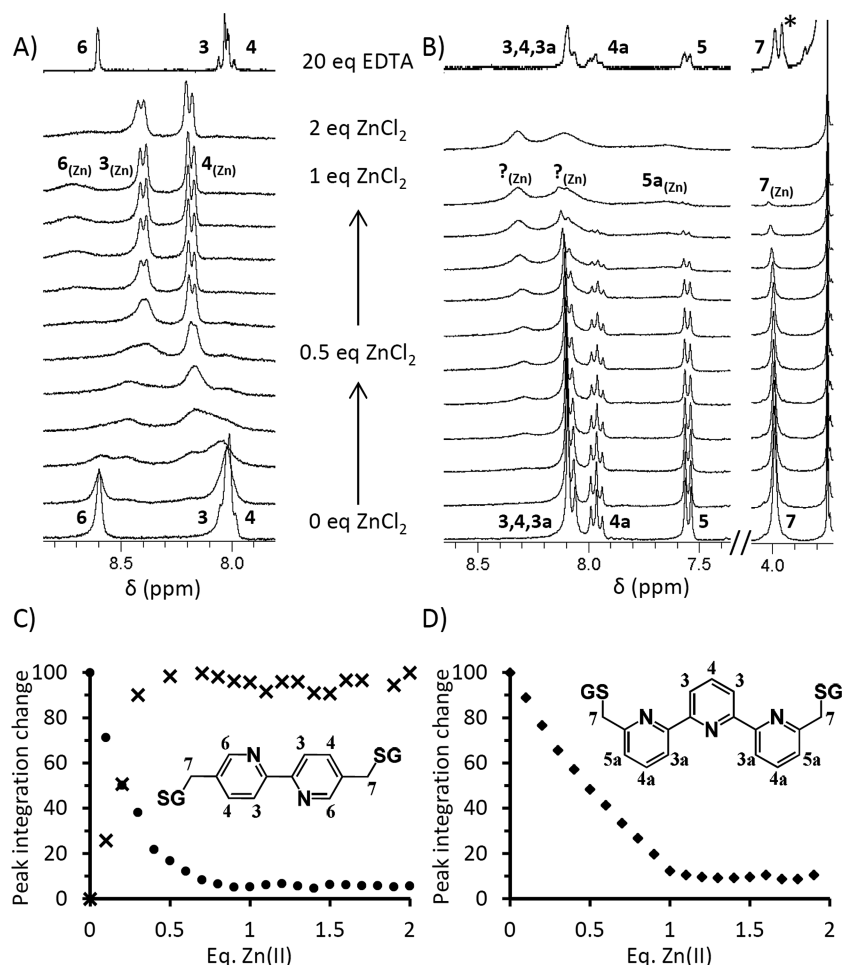 A)
6 3 4
20 eq EDTA
2 eq ZnCl2
6(Zn) 3(Zn) 4(Zn)
1 eq ZnCl2
0.5 eq ZnCl2
6 3 4
0 eq ZnCl2
8.5 8.0
δ (ppm)
B)
3,4,3a 4a 5 7 *
?(Zn) ?(Zn) 5a(Zn) 7(Zn)
3,4,3a 4a 5 7
8.5 8.0 7.5 4.0
δ (ppm)
C)
Peak integration change
100
80
60
40
20
0
0 0.5 1 1.5 2
Eq. Zn(II)
7 6 N 3 4 SG
SG 4 3 N 6 7
D)
Peak integration change
100
80
60
40
20
0
0 0.5 1 1.5 2
Eq. Zn(II)
GS 4 SG
7 3 3 7
N N N
5a 3a 3a 5a
4a 4a